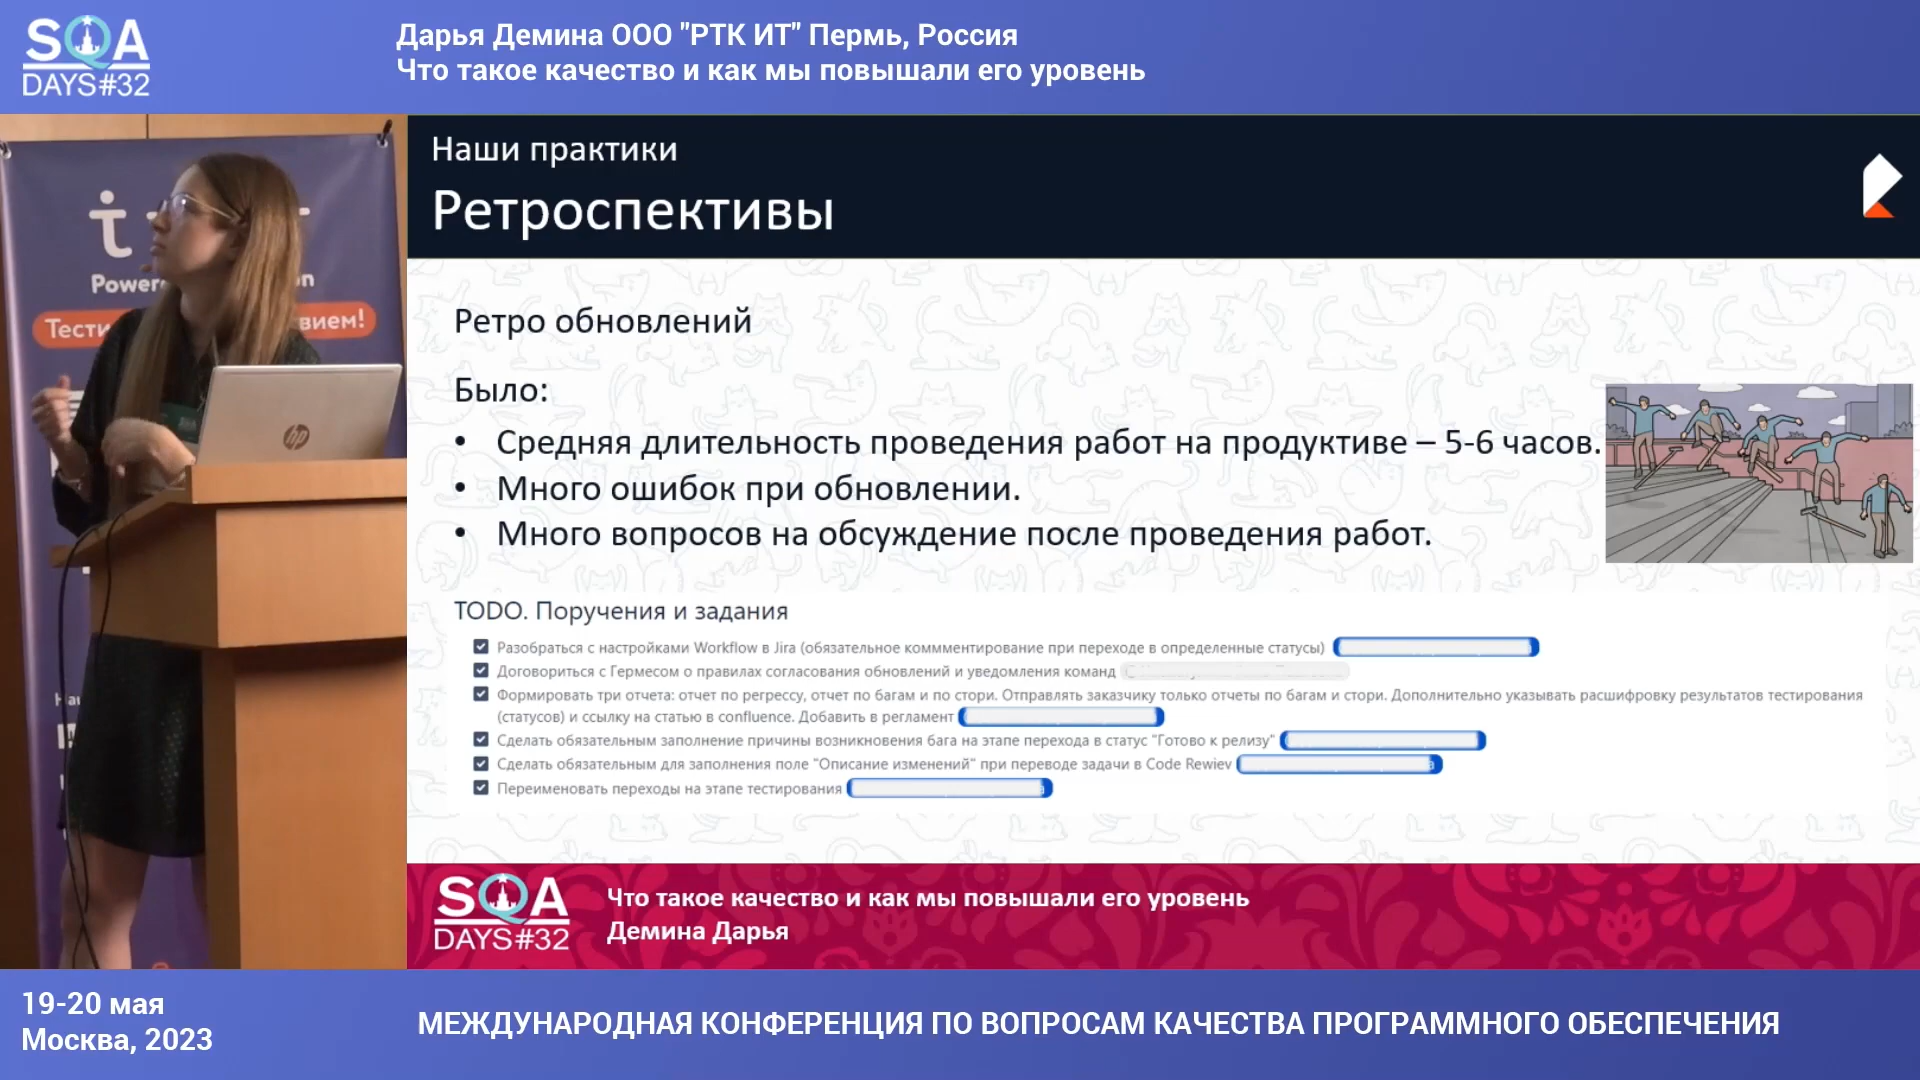 SQA
DAYS#32
Дарья Демина ООО "РТК ИТ" Пермь, Россия
Что такое качество и как мы повышали его уровень
Наши практики
Ретроспективы
Ретро обновлений
Было:
• Средняя длительность проведения работ на продуктиве – 5-6 часов.
• Много ошибок при обновлении.
• Много вопросов на обсуждение после проведения работ.
TODO. Поручения и задания
Разобраться с настройками Workflow в Jira (обязательное коммментирование при переходе в определенные статусы)
Договориться с Гермесом о правилах согласования обновлений и уведомления команд
Формировать три отчета: отчет по регрессу, отчет по багам и по стори. Отправлять заказчику только отчеты по багам и стори. Дополнительно указывать расшифровку результатов тестирования
(статусов) и ссылку на статью в confluence. Добавить в регламент
Сделать обязательным заполнение причины возникновения бага на этапе перехода в статус "Готово к релизу"
Сделать обязательным для заполнения поле "Описание изменений" при переводе задачи в Code Rewiev
Переименовать переходы на этапе тестирования
SQA
DAYS#32
Что такое качество и как мы повышали его уровень
Демина Дарья
hp
19-20 мая
Москва, 2023
МЕЖДУНАРОДНАЯ КОНФЕРЕНЦИЯ ПО ВОПРОСАМ КАЧЕСТВА ПРОГРАММНОГО ОБЕСПЕЧЕНИЯ